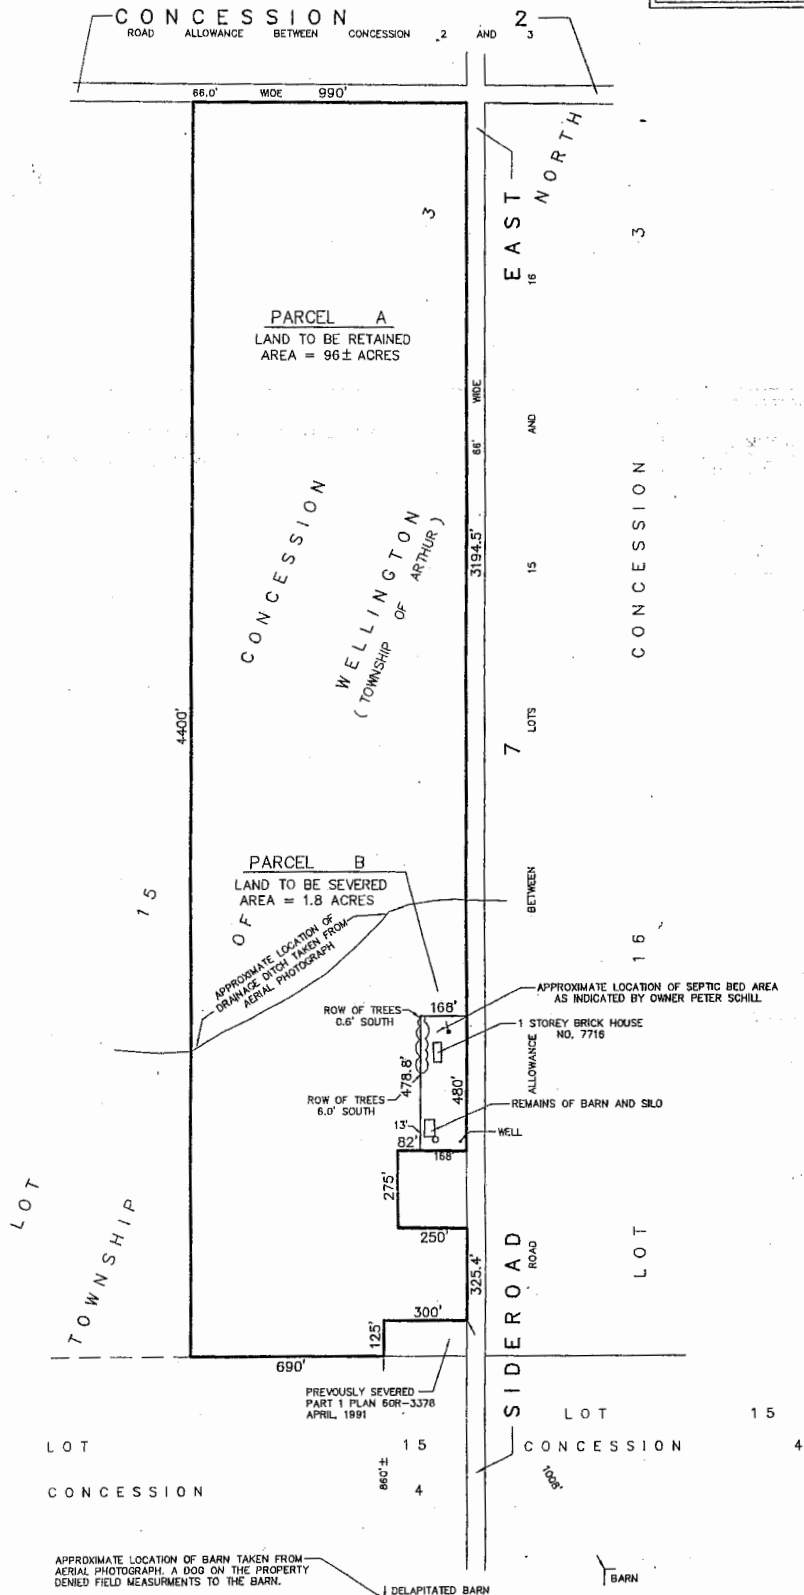 CONCESSION 2
ROAD ALLOWANCE BETWEEN CONCESSION 2 AND 3
66.0' WIDE 990'
NORTH
EAST
3
3
16
PARCEL A
LAND TO BE RETAINED
AREA = 96± ACRES
66' WIDE
AND
CONCESSION
WELLINGTON
(TOWNSHIP OF ARTHUR)
3194.5'
15
CONCESSION
4400'
7
LOTS
PARCEL B
LAND TO BE SEVERED
AREA = 1.8 ACRES
15
OF
BETWEEN
16
APPROXIMATE LOCATION OF
DRAINAGE DITCH TAKEN FROM
AERIAL PHOTOGRAPH
APPROXIMATE LOCATION OF SEPTIC BED AREA
AS INDICATED BY OWNER PETER SCHILL
ROW OF TREES
0.6' SOUTH
168'
1 STOREY BRICK HOUSE
NO. 7716
478.8'
480'
ALLOWANCE
ROW OF TREES
6.0' SOUTH
REMAINS OF BARN AND SILO
13'
WELL
82'
168'
275'
250'
LOT
TOWNSHIP
325.4'
SIDEROAD
ROAD
LOT
300'
125'
690'
PREVOUSLY SEVERED
PART 1 PLAN 60R-3378
APRIL, 1991
LOT 15
LOT 15
CONCESSION 4
CONCESSION 4
860'±
1008'
APPROXIMATE LOCATION OF BARN TAKEN FROM
AERIAL PHOTOGRAPH. A DOG ON THE PROPERTY
DENIED FIELD MEASURMENTS TO THE BARN.
DELAPITATED BARN
BARN